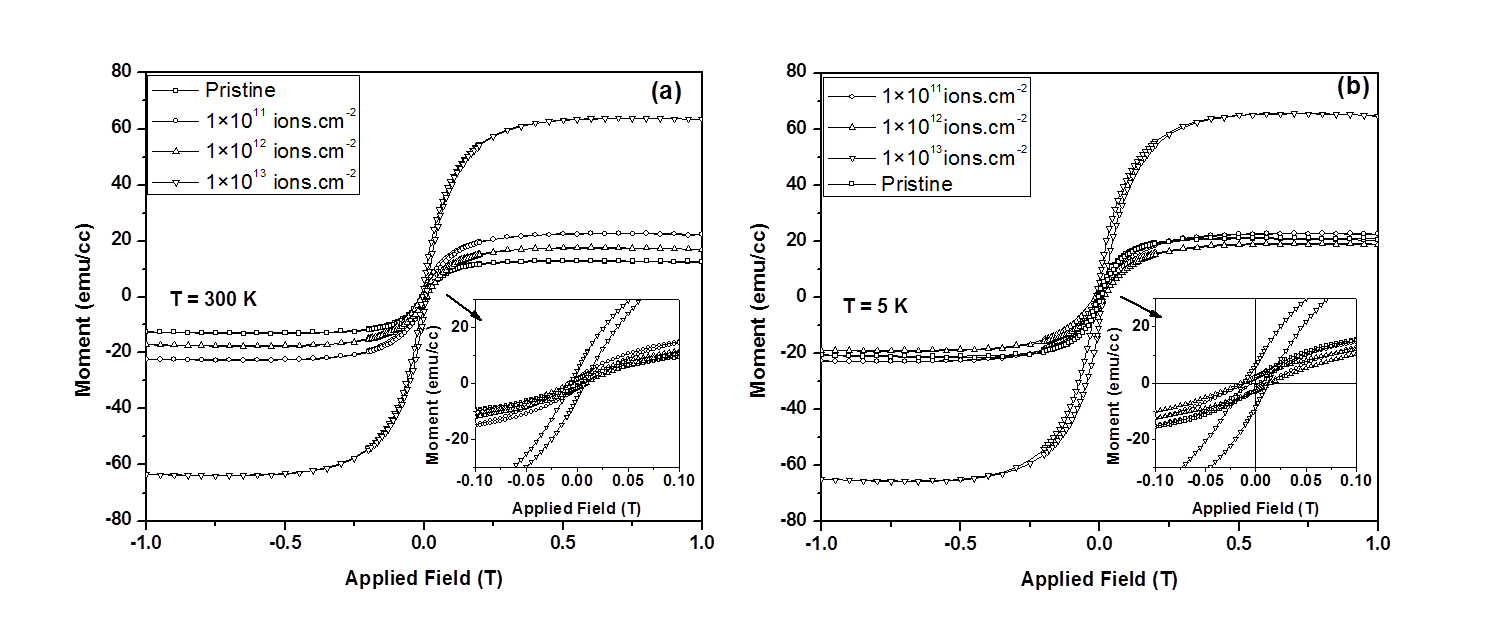 (a)
Pristine
1×10¹¹ ions.cm⁻²
1×10¹² ions.cm⁻²
1×10¹³ ions.cm⁻²
80
60
40
20
0
-20
-40
-60
-80
Moment (emu/cc)
T = 300 K
20
0
-20
Moment (emu/cc)
-0.10 -0.05 0.00 0.05 0.10
Applied Field (T)
-1.0 -0.5 0.0 0.5 1.0
Applied Field (T)
(b)
1×10¹¹ions.cm⁻²
1×10¹²ions.cm⁻²
1×10¹³ions.cm⁻²
Pristine
80
60
40
20
0
-20
-40
-60
-80
Moment (emu/cc)
T = 5 K
20
0
-20
Moment (emu/cc)
-0.10 -0.05 0.00 0.05 0.10
Applied Field (T)
-1.0 -0.5 0.0 0.5 1.0
Applied Field (T)